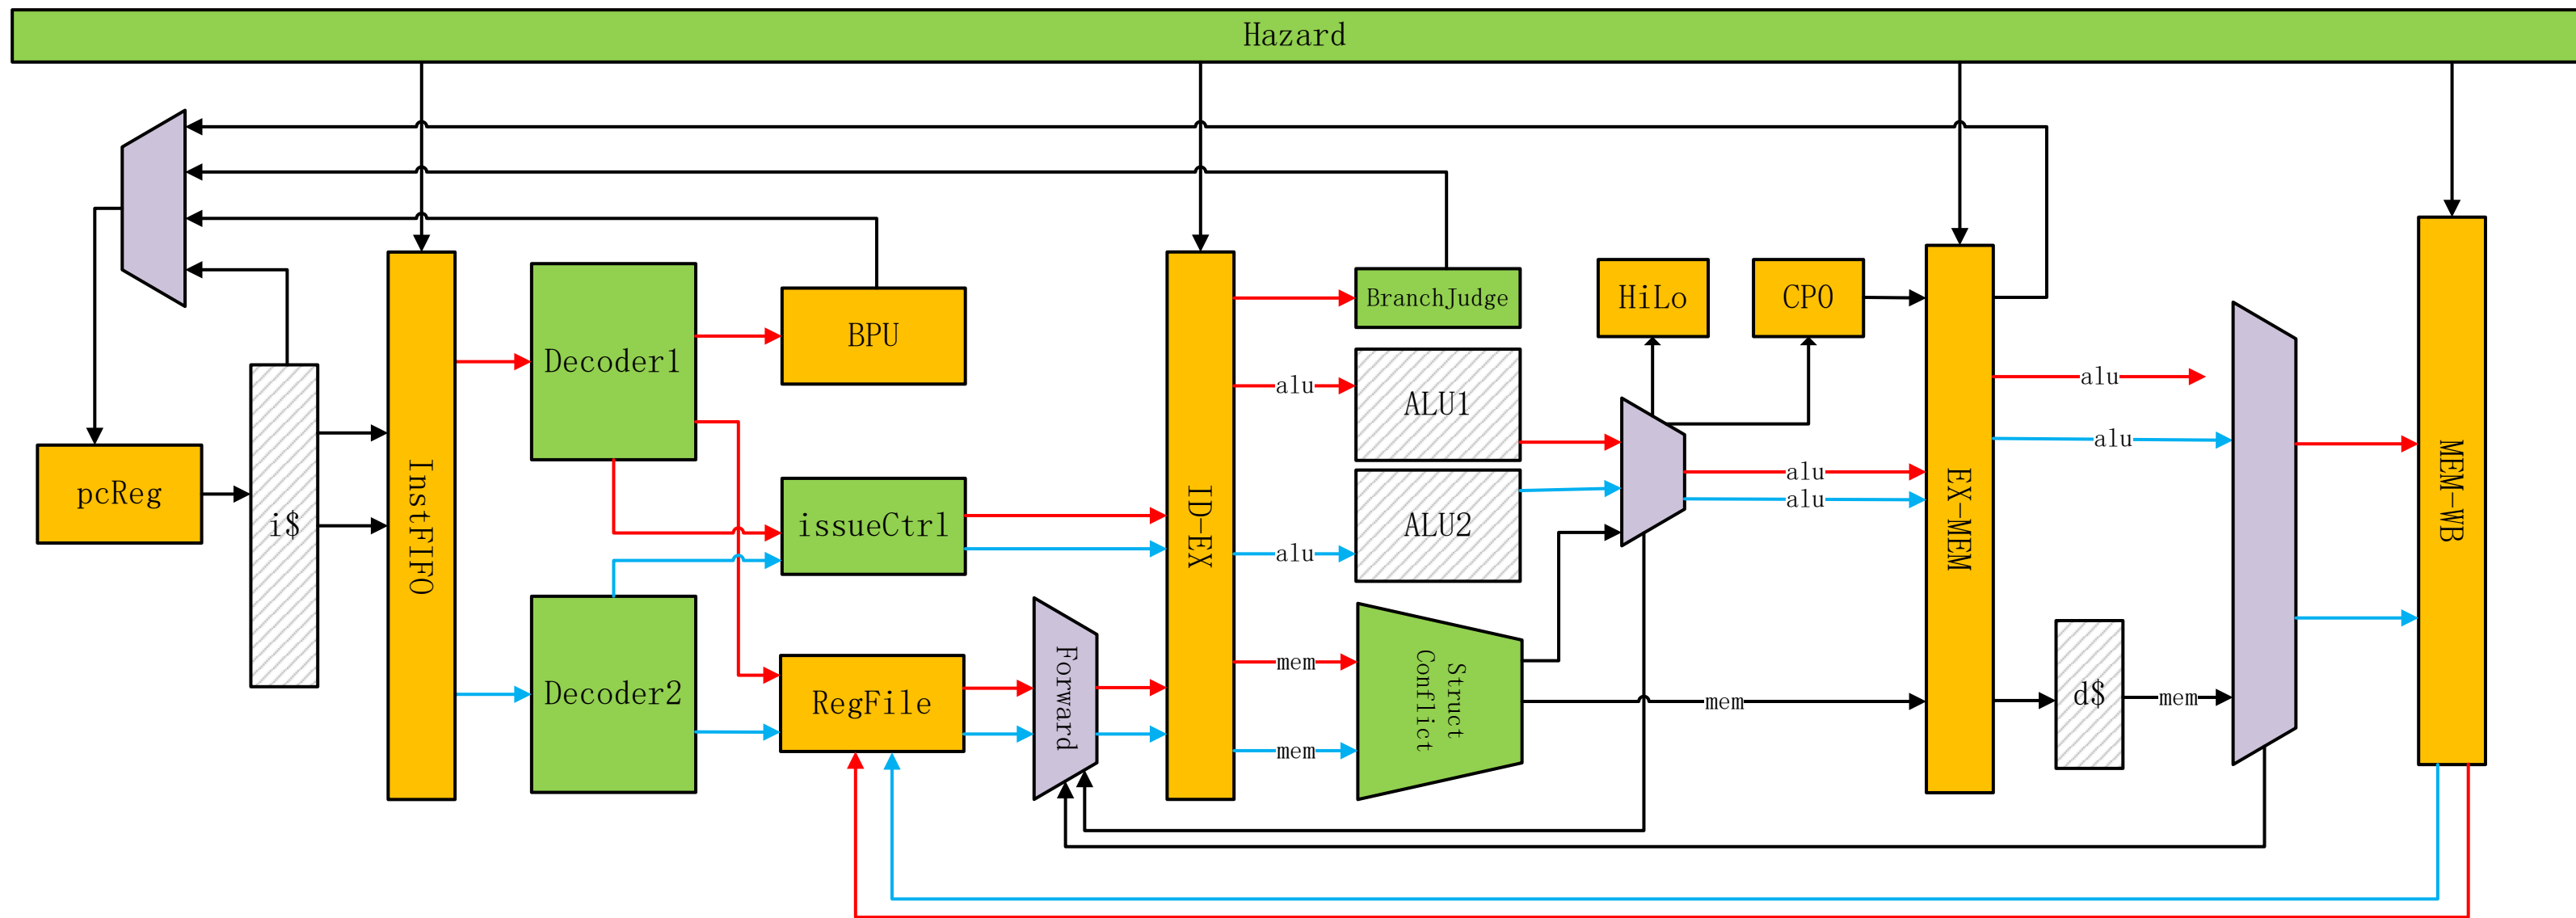 Hazard
pcReg
i$
InstFIFO
Decoder1
Decoder2
BPU
issueCtrl
RegFile
Forward
ID-EX
alu
alu
mem
mem
BranchJudge
ALU1
ALU2
Struct
Conflict
HiLo
CP0
alu
alu
mem
EX-MEM
alu
alu
d$
mem
MEM-WB